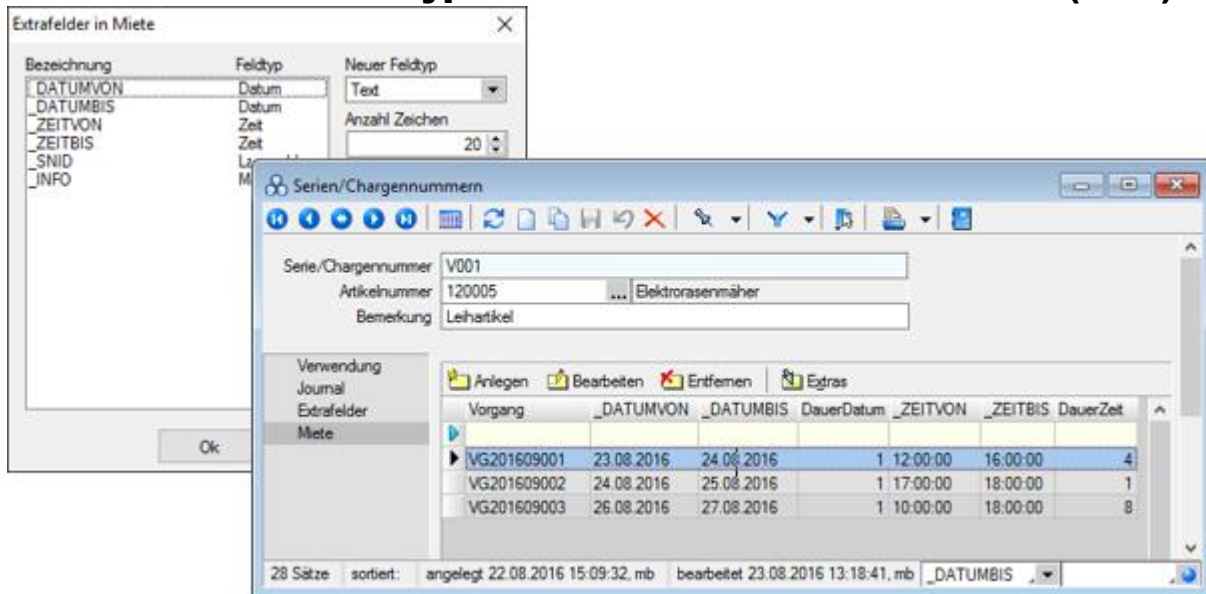 Extrafelder in Miete
Bezeichnung Feldtyp Neuer Feldtyp
_DATUMVON Datum Text
_DATUMBIS Datum
_ZEITVON Zeit Anzahl Zeichen
_ZEITBIS Zeit 20
_SNID
_INFO
Ok
Serien/Chargennummern
Serie/Chargennummer V001
Artikelnummer 120005 ... Elektrorasenmäher
Bemerkung Leihartikel
Verwendung
Journal
Extrafelder
Miete
Anlegen Bearbeiten Entfernen Extras
Vorgang _DATUMVON _DATUMBIS DauerDatum _ZEITVON _ZEITBIS DauerZeit
VG201609001 23.08.2016 24.08.2016 1 12:00:00 16:00:00 4
VG201609002 24.08.2016 25.08.2016 1 17:00:00 18:00:00 1
VG201609003 26.08.2016 27.08.2016 1 10:00:00 18:00:00 8
28 Sätze sortiert: angelegt 22.08.2016 15:09:32, mb bearbeitet 23.08.2016 13:18:41, mb _DATUMBIS